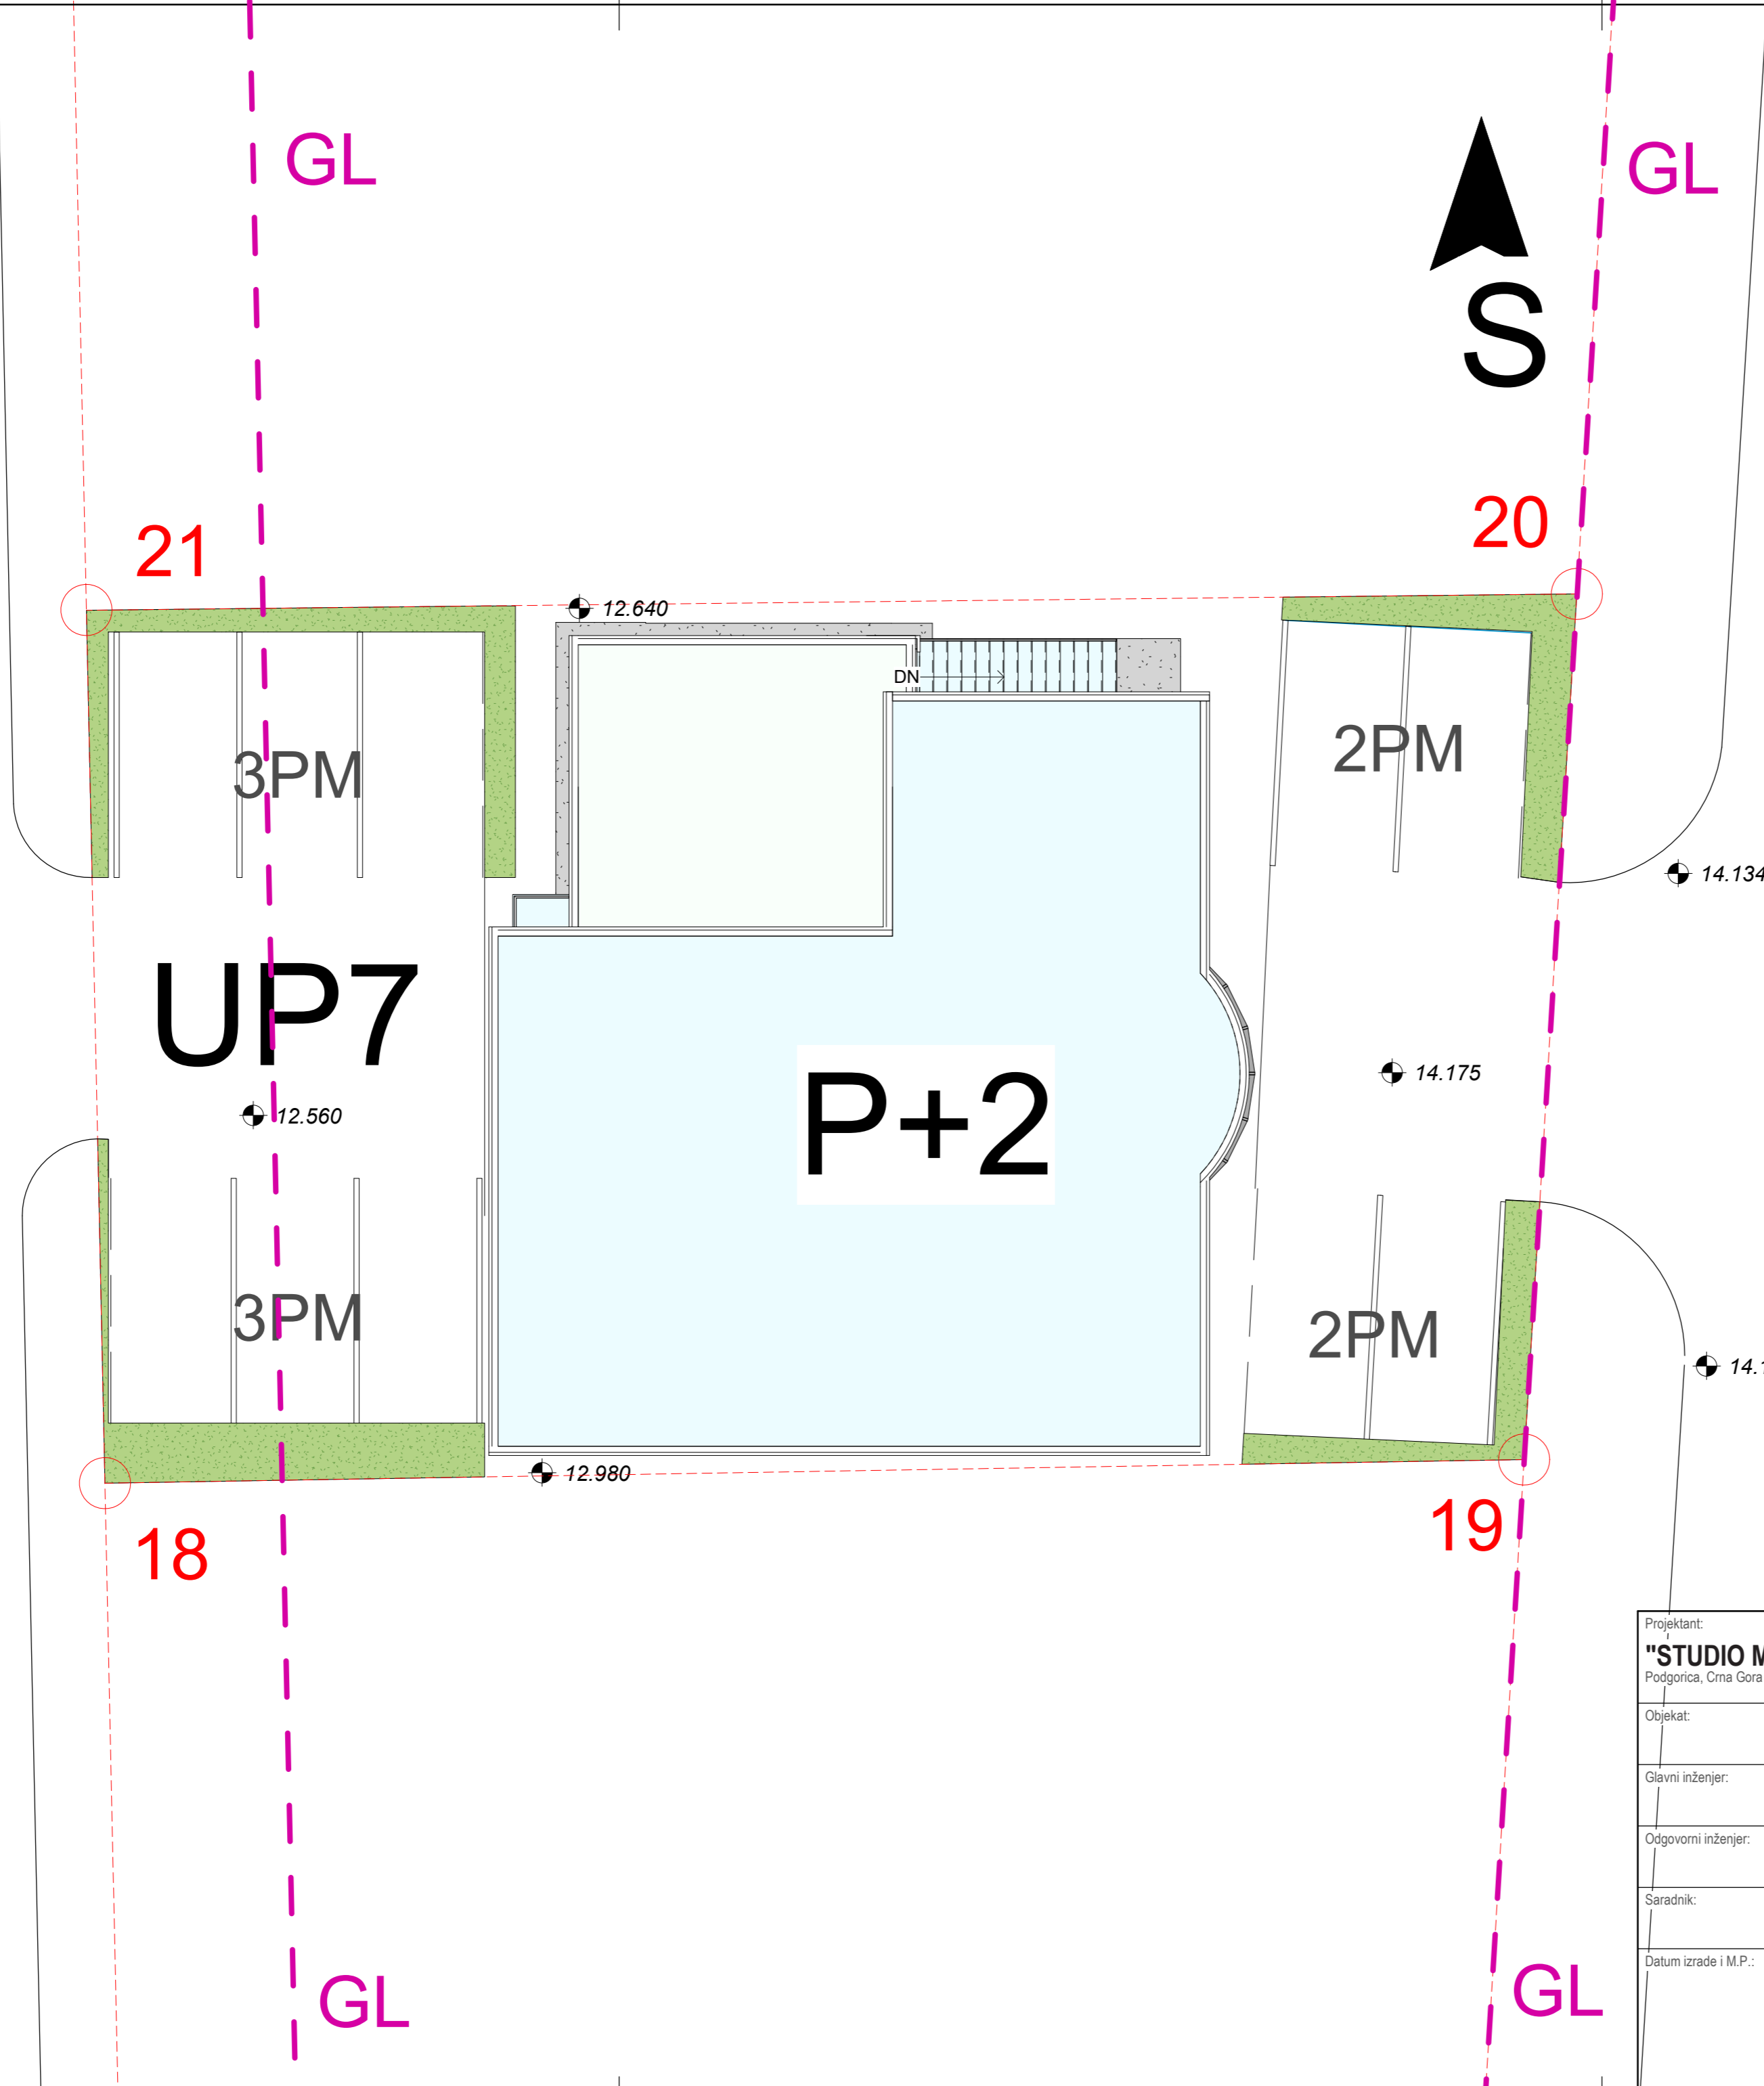 GL
GL
S
21
20
12.640
DN
3PM
2PM
14.134
UP7
P+2
14.175
12.560
3PM
2PM
12.980
18
19
Projektant:
"STUDIO
Podgorica, Crna Gora
Objekat:
Glavni inženjer:
Odgovorni inženjer:
Saradnik:
Datum izrade i M.P.:
GL
GL